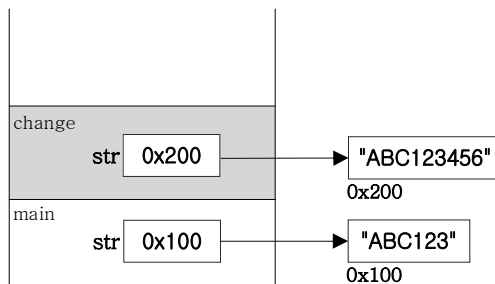 change
str 0x200 "ABC123456"
0x200
main
str 0x100 "ABC123"
0x100